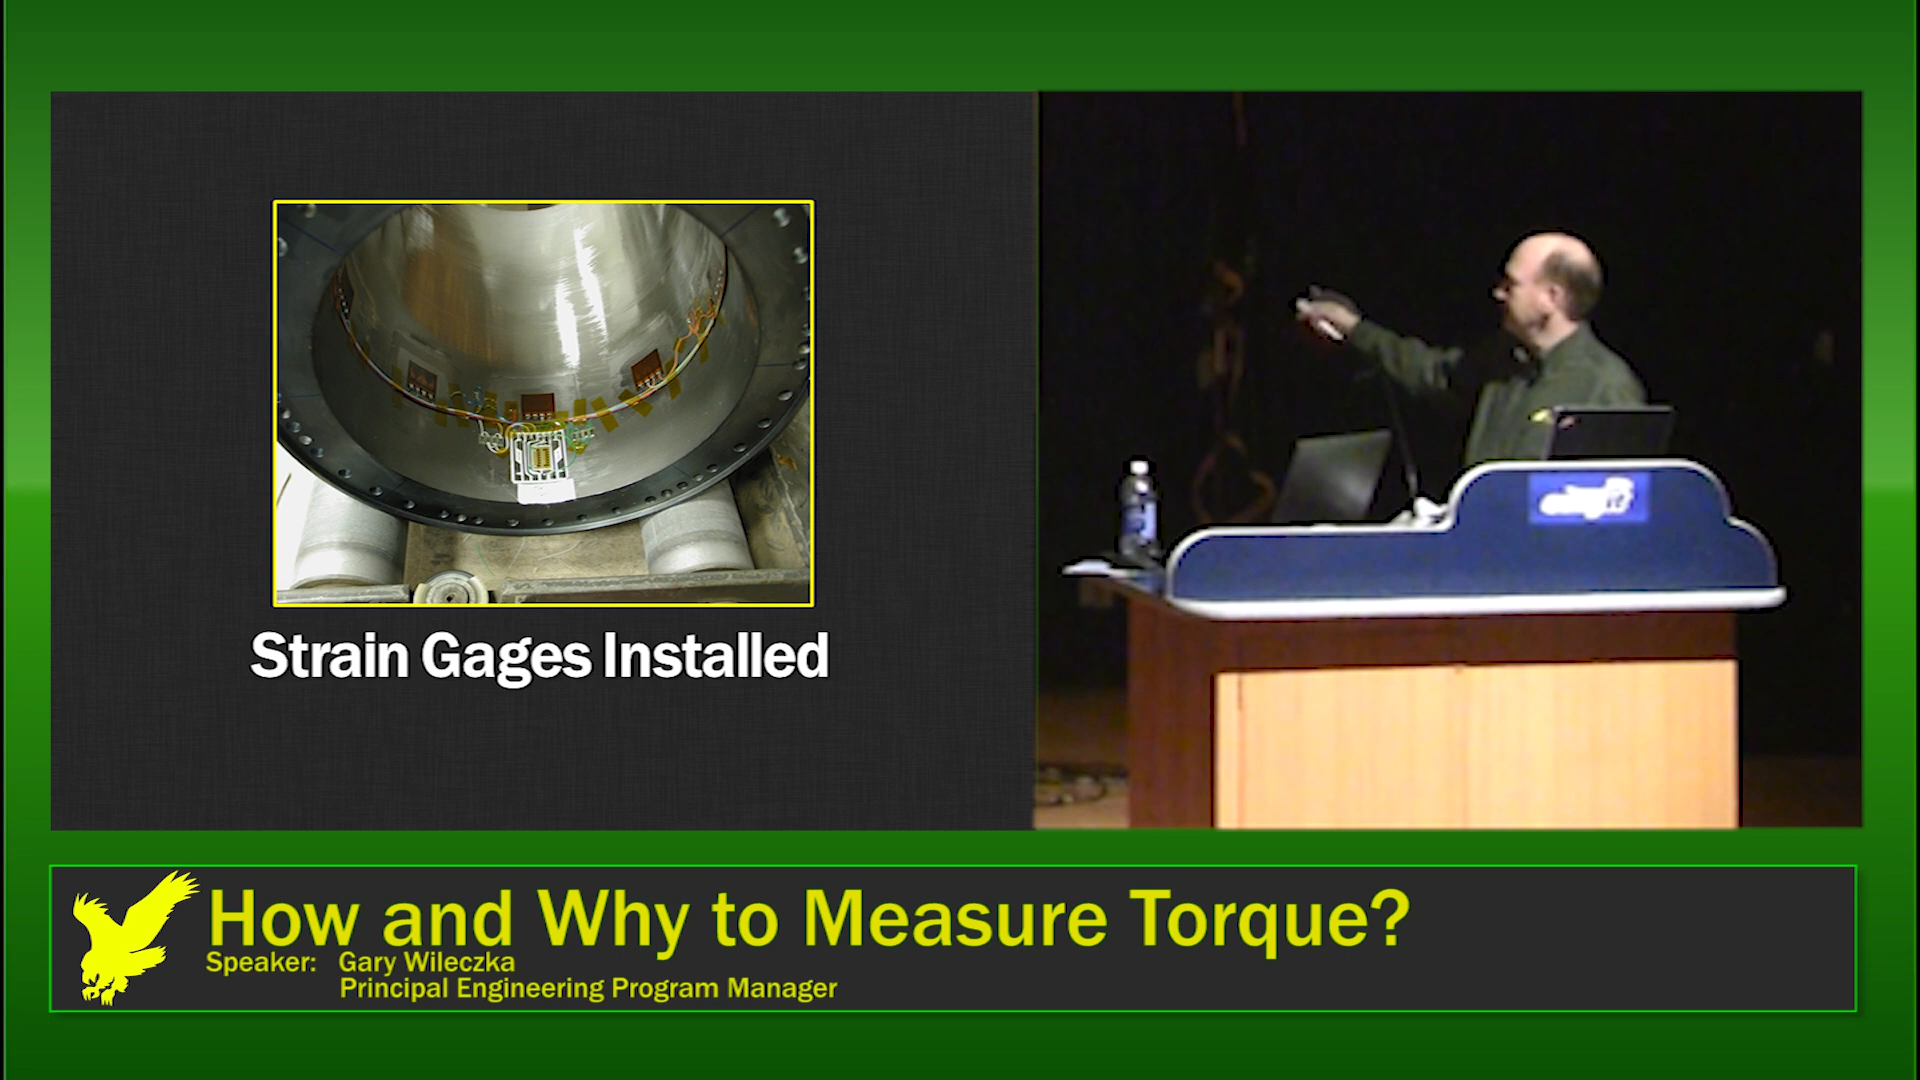 Strain Gages Installed
How and Why to Measure Torque?
Speaker: Gary Wileczka
Principal Engineering Program Manager